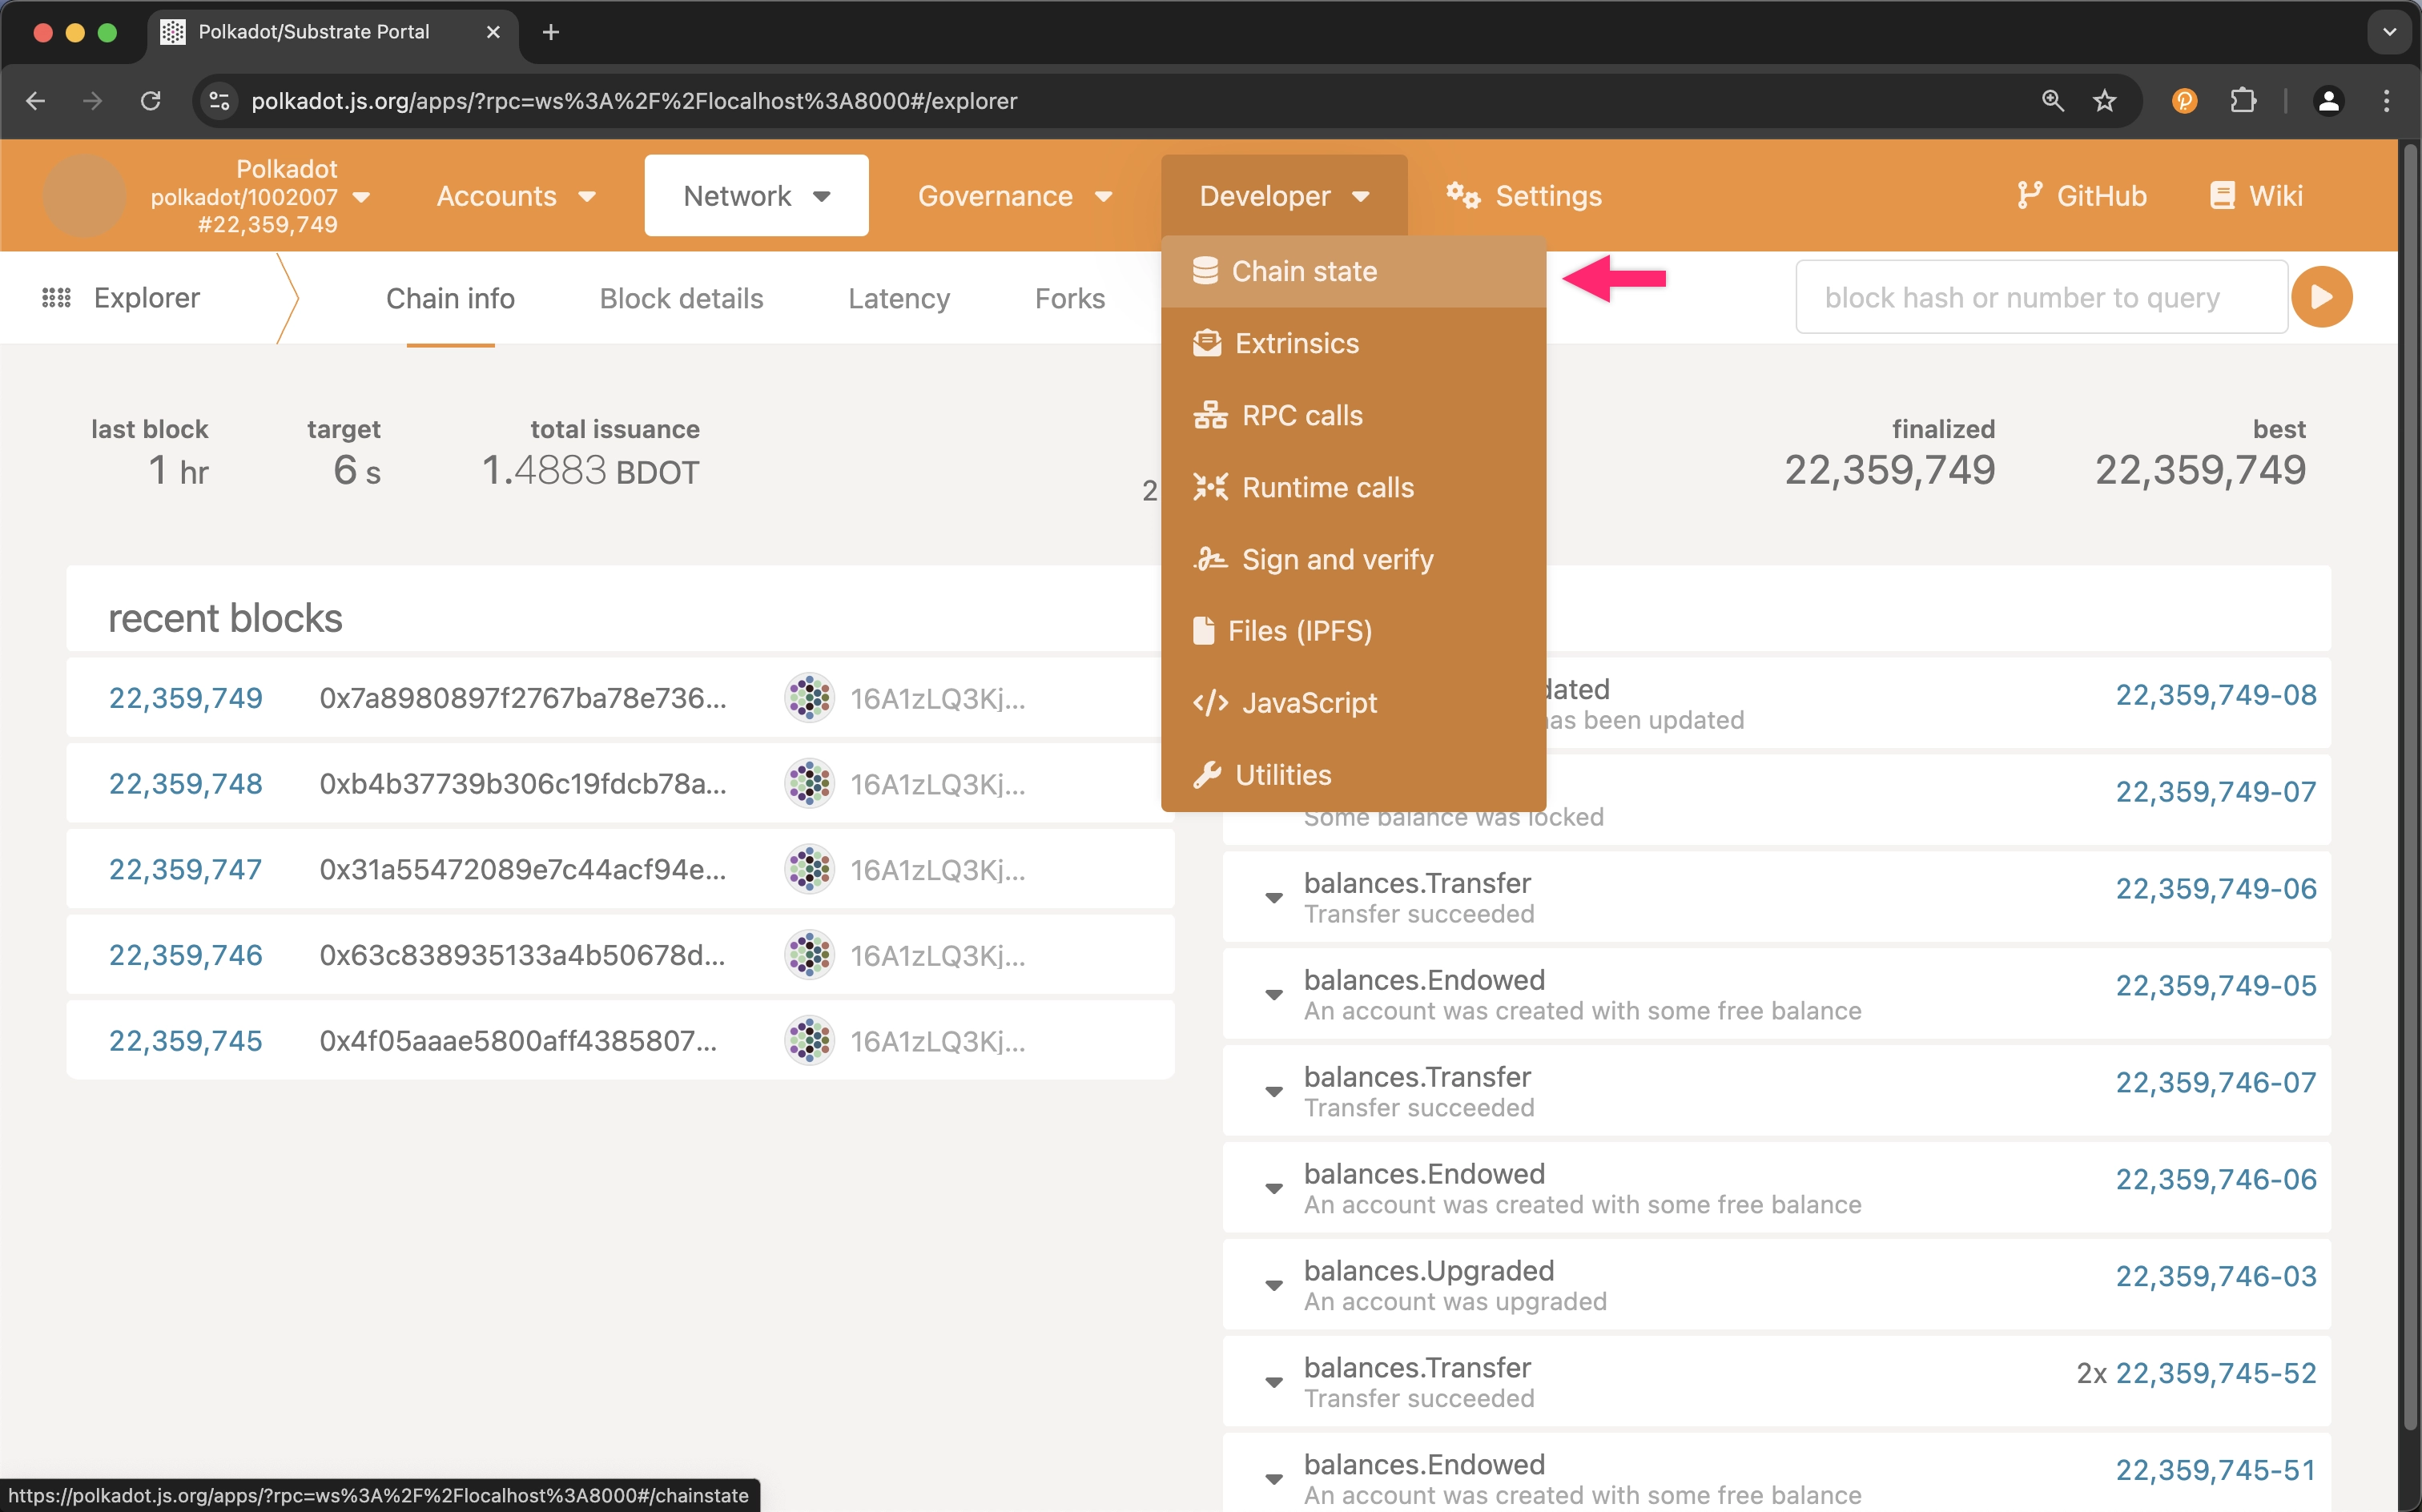 Polkadot/Substrate Portal
polkadot.js.org/apps/?rpc=ws%3A%2F%2Flocalhost%3A8000#/explorer
Polkadot
polkadot/1002007
#22,359,749
Accounts
Network
Governance
Developer
Settings
GitHub
Wiki
Explorer
Chain info
Block details
Latency
Forks
block hash or number to query
Chain state
Extrinsics
RPC calls
Runtime calls
Sign and verify
Files (IPFS)
JavaScript
Utilities
last block
1 hr
target
6 s
total issuance
1.4883 BDOT
2
finalized
22,359,749
best
22,359,749
recent blocks
22,359,749 0x7a8980897f2767ba78e736... 16A1zLQ3Kj...
22,359,748 0xb4b37739b306c19fdcb78a... 16A1zLQ3Kj...
22,359,747 0x31a55472089e7c44acf94e... 16A1zLQ3Kj...
22,359,746 0x63c838935133a4b50678d... 16A1zLQ3Kj...
22,359,745 0x4f05aaae5800aff4385807... 16A1zLQ3Kj...
dated 22,359,749-08
has been updated
22,359,749-07
Some balance was locked
balances.Transfer 22,359,749-06
Transfer succeeded
balances.Endowed 22,359,749-05
An account was created with some free balance
balances.Transfer 22,359,746-07
Transfer succeeded
balances.Endowed 22,359,746-06
An account was created with some free balance
balances.Upgraded 22,359,746-03
An account was upgraded
balances.Transfer 2x 22,359,745-52
Transfer succeeded
balances.Endowed 22,359,745-51
An account was created with some free balance
https://polkadot.js.org/apps/?rpc=ws%3A%2F%2Flocalhost%3A8000#/chainstate